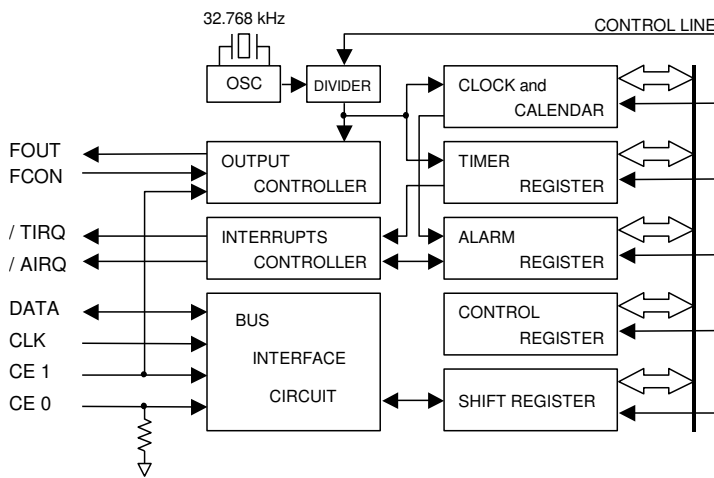 32.768 kHz
CONTROL LINE
OSC
DIVIDER
CLOCK and
CALENDAR
FOUT
FCON
OUTPUT
CONTROLLER
TIMER
REGISTER
/ TIRQ
/ AIRQ
INTERRUPTS
CONTROLLER
ALARM
REGISTER
DATA
CLK
CE 1
CE 0
BUS
INTERFACE
CIRCUIT
CONTROL
REGISTER
SHIFT REGISTER